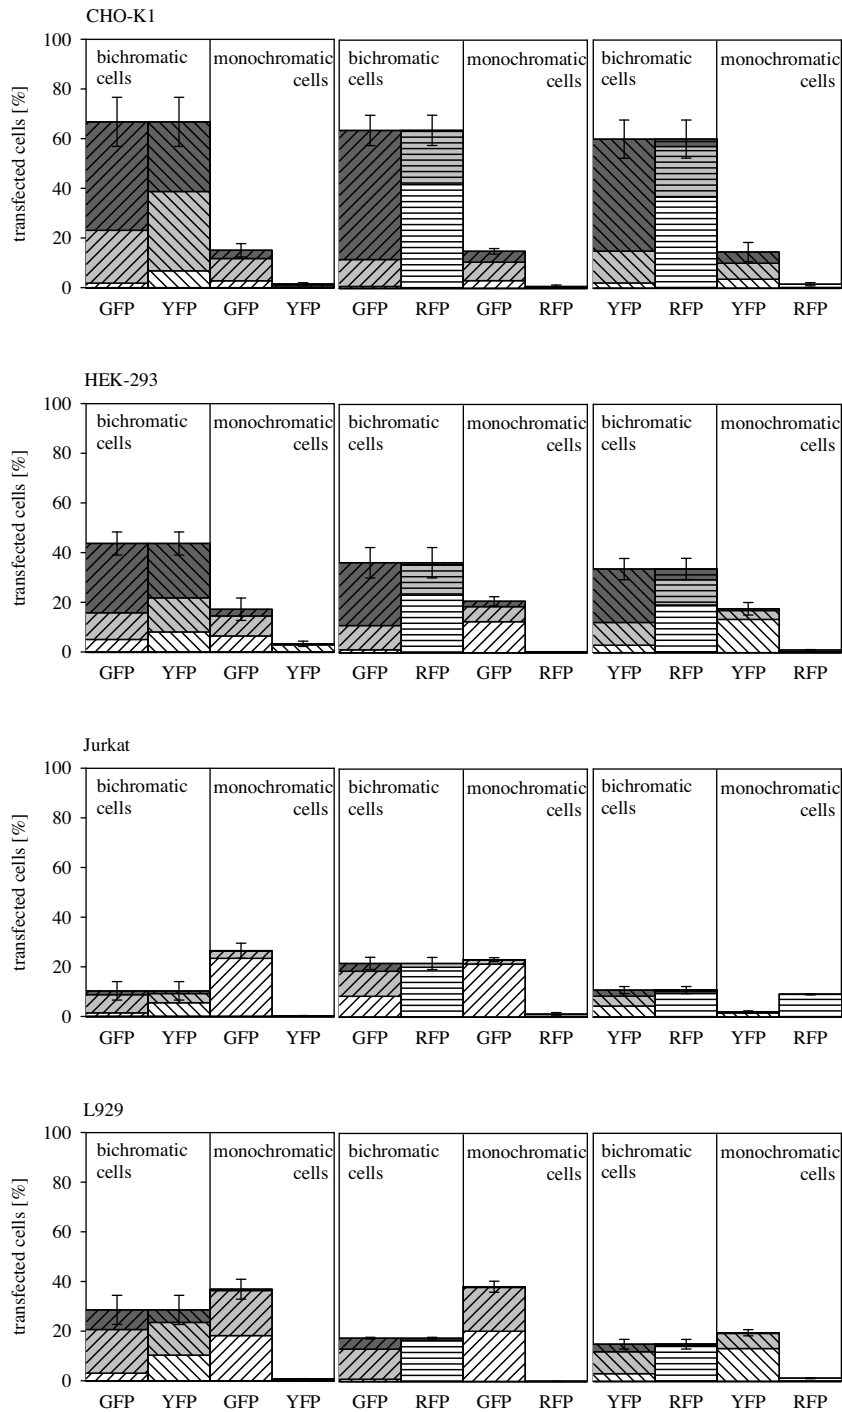 CHO-K1
transfected cells [%]
100
80
60
40
20
0
bichromatic
cells
monochromatic
cells
bichromatic
cells
monochromatic
cells
bichromatic
cells
monochromatic
cells
GFP YFP GFP YFP GFP RFP GFP RFP YFP RFP YFP RFP
HEK-293
transfected cells [%]
100
80
60
40
20
0
bichromatic
cells
monochromatic
cells
bichromatic
cells
monochromatic
cells
bichromatic
cells
monochromatic
cells
GFP YFP GFP YFP GFP RFP GFP RFP YFP RFP YFP RFP
Jurkat
transfected cells [%]
100
80
60
40
20
0
bichromatic
cells
monochromatic
cells
bichromatic
cells
monochromatic
cells
bichromatic
cells
monochromatic
cells
GFP YFP GFP YFP GFP RFP GFP RFP YFP RFP YFP RFP
L929
transfected cells [%]
100
80
60
40
20
0
bichromatic
cells
monochromatic
cells
bichromatic
cells
monochromatic
cells
bichromatic
cells
monochromatic
cells
GFP YFP GFP YFP GFP RFP GFP RFP YFP RFP YFP RFP